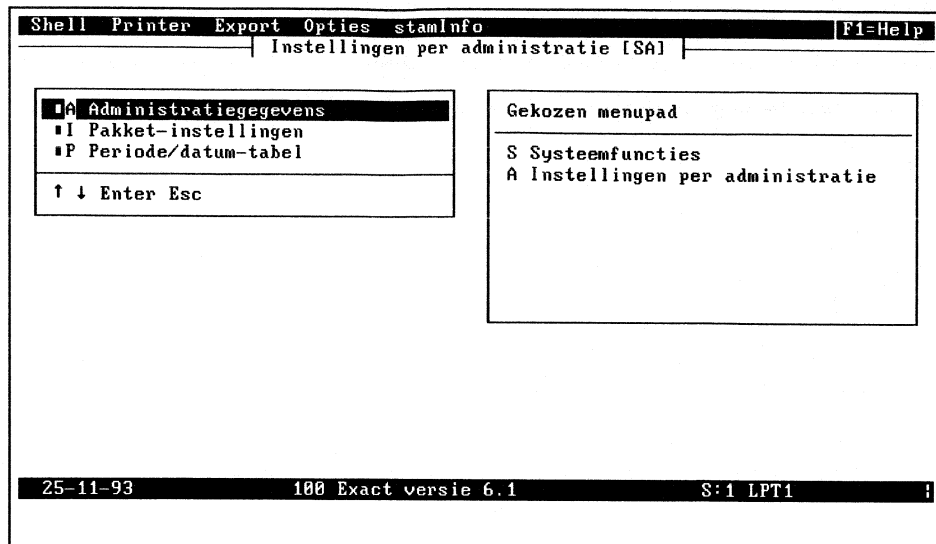 Shell Printer Export Opties stamInfo F1=Help
Instellingen per administratie [SA]
A Administratiegegevens
I Pakket-instellingen
P Periode/datum-tabel
↑ ↓ Enter Esc
Gekozen menupad
S Systeemfuncties
A Instellingen per administratie
25-11-93 100 Exact versie 6.1 S:1 LPT1